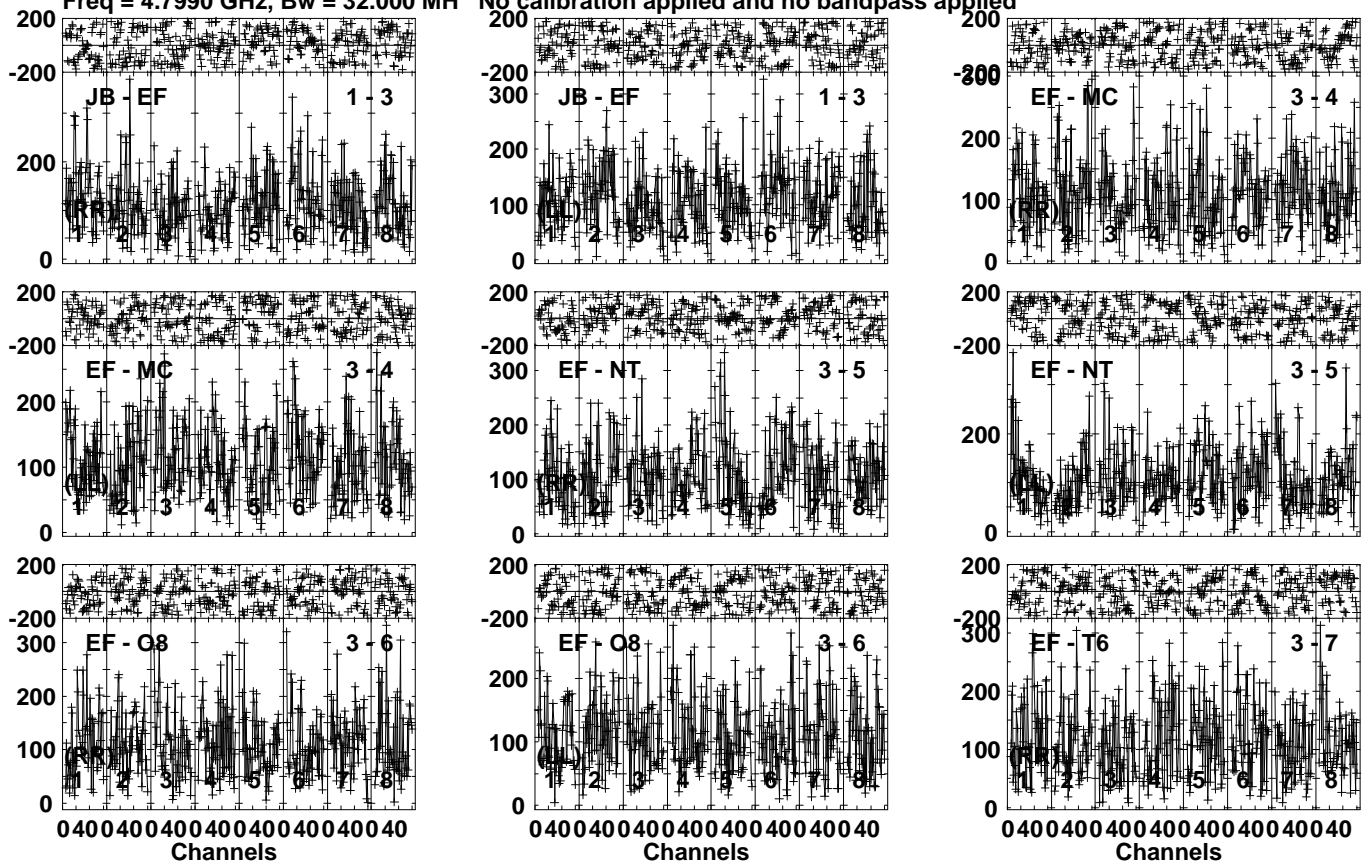 Freq = 4.7990 GHz, Bw = 32.000 MH No calibration applied and no bandpass applied
200 200 200
-200 -200
JB - EF 1 - 3 300 JB - EF 1 - 3 300 EF - MC 3 - 4
200 200 200
100 100
(RR) (LL) (RR)
1 2 3 4 5 6 7 8 1 2 3 4 5 6 7 8 1 2 3 4 5 6 7 8
0 0 0
200 200 200
-200 -200 -200
EF - MC 3 - 4 300 EF - NT 3 - 5 EF - NT 3 - 5
200 200 200
100 100
(LL) (RR) (LL)
1 2 3 4 5 6 7 8 1 2 3 4 5 6 7 8 1 2 3 4 5 6 7 8
0 0 0
200 200 200
-200 -200 -200
300 EF - O8 3 - 6 EF - O8 3 - 6 300 EF - T6 3 - 7
200 200 200
100 100 100
(RR) (LL) (RR)
1 2 3 4 5 6 7 8 1 2 3 4 5 6 7 8 1 2 3 4 5 6 7 8
0 0 0
0 40 0 40 0 40 0 40 0 40 0 40 0 40 0 40 0 40 0 40 0 40 0 40 0 40 0 40 0 40 0 40 0 40 0 40 0 40 0 40 0 40 0 40 0 40 0 40
Channels Channels Channels